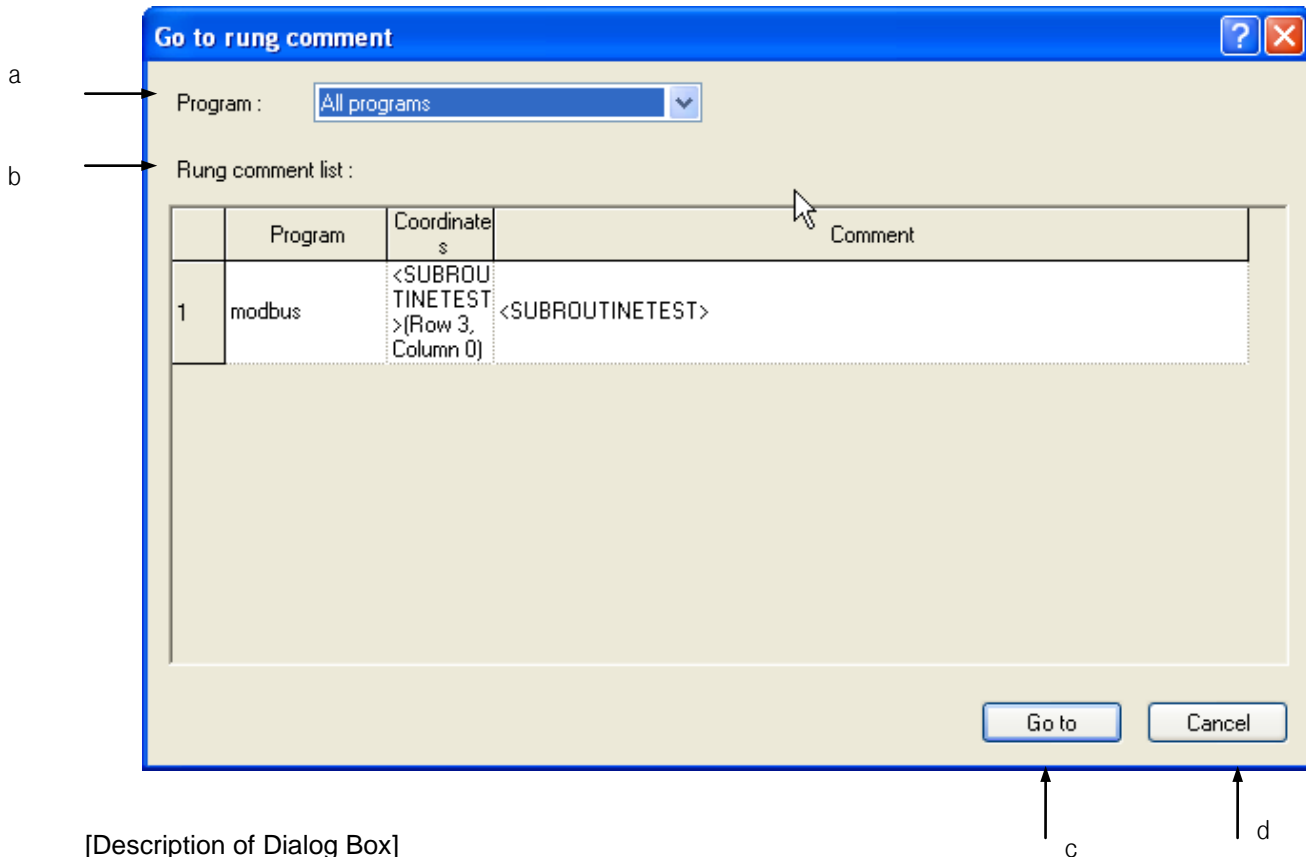 Go to rung comment
a
Program :
All programs
b
Rung comment list :
Program
Coordinate
s
Comment
1
modbus
<SUBROU
TINETEST
>(Row 3,
Column 0)
<SUBROUTINETEST>
Go to
Cancel
c
d
[Description of Dialog Box]